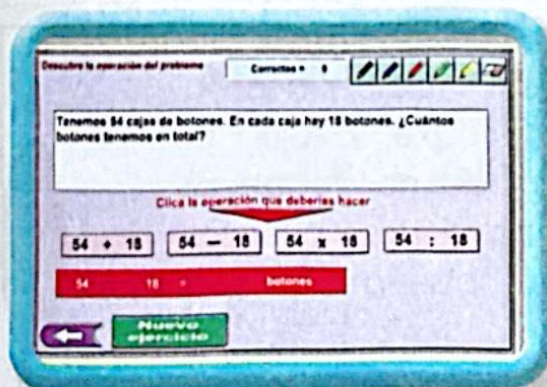 Descubre la operación del problema
Correctos = 0
Tenemos 54 cajas de botones. En cada caja hay 18 botones. ¿Cuántos
botones tenemos en total?
Clica la operación que deberías hacer
54 + 18 54 — 18 54 x 18 54 : 18
54 18 = botones
Nuevo
ejercicio